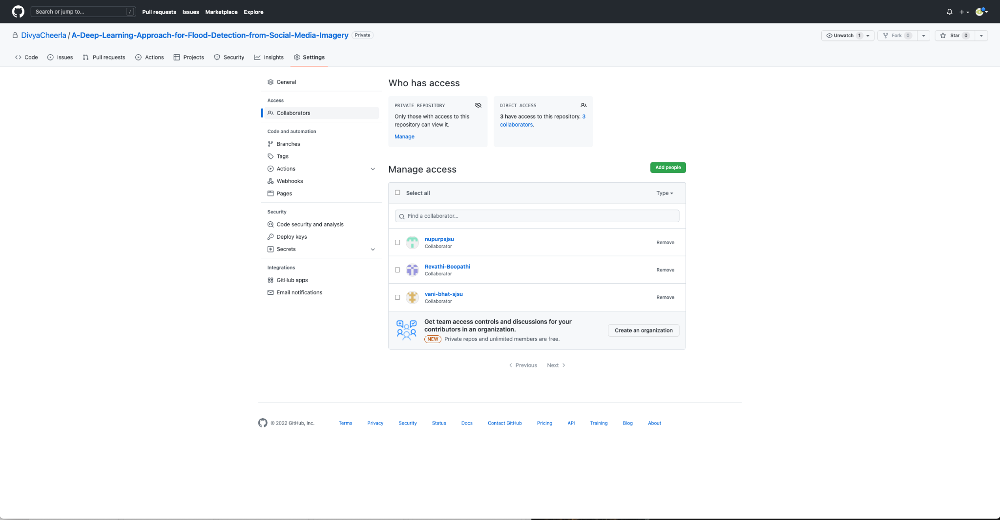 Search or jump to... /
Pull requests Issues Marketplace Explore
DivyaCheerla / A-Deep-Learning-Approach-for-Flood-Detection-from-Social-Media-Imagery Private
Unwatch 1 Fork 0 Star 0
Code Issues Pull requests Actions Projects Security Insights Settings
General
Access
Collaborators
Code and automation
Branches
Tags
Actions
Webhooks
Pages
Security
Code security and analysis
Deploy keys
Secrets
Integrations
GitHub apps
Email notifications
Who has access
PRIVATE REPOSITORY
Only those with access to this
repository can view it.
Manage
DIRECT ACCESS
3 have access to this repository. 3
collaborators.
Manage access
Add people
Select all Type
Find a collaborator...
nupurpsjsu
Collaborator
Remove
Revathi-Boopathi
Collaborator
Remove
vani-bhat-sjsu
Collaborator
Remove
Get team access controls and discussions for your
contributors in an organization.
NEW Private repos and unlimited members are free.
Create an organization
Previous Next
© 2022 GitHub, Inc. Terms Privacy Security Status Docs Contact GitHub Pricing API Training Blog About